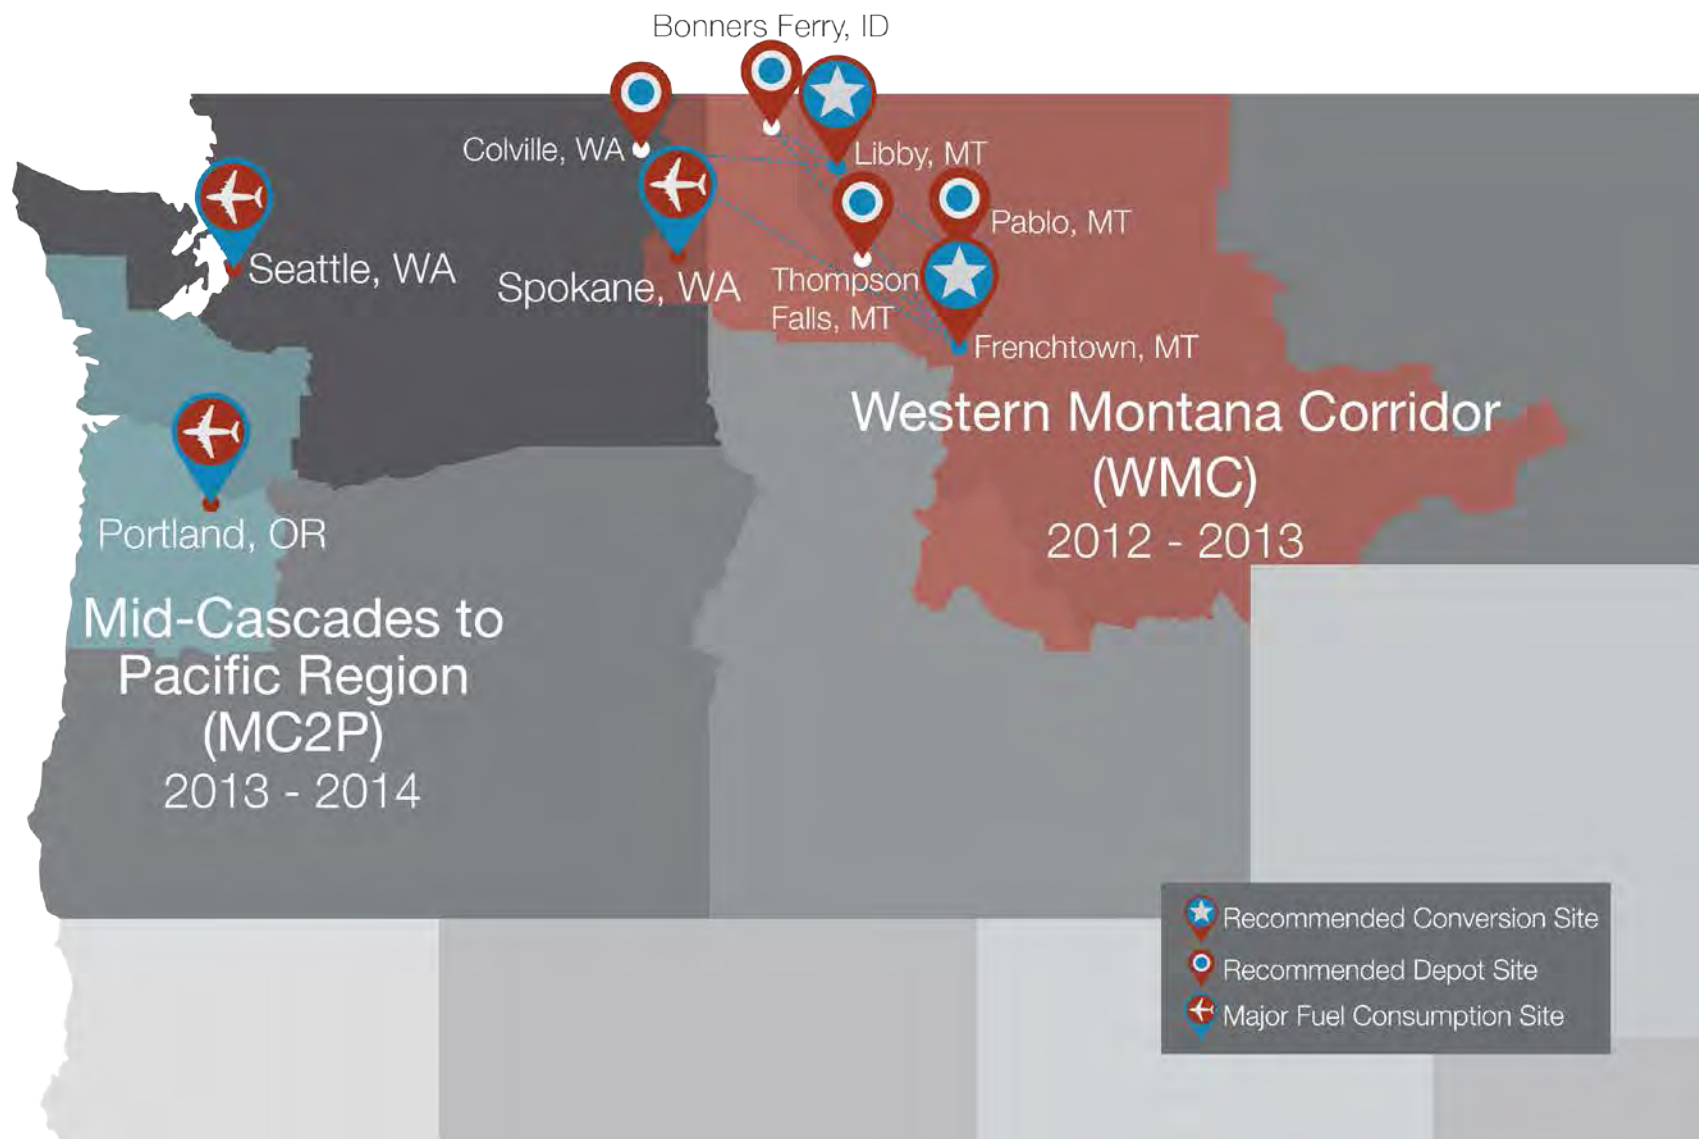 Bonners Ferry, ID
Colville, WA
Libby, MT
Pablo, MT
Seattle, WA
Spokane, WA
Thompson
Falls, MT
Frenchtown, MT
Western Montana Corridor
(WMC)
2012 - 2013
Portland, OR
Mid-Cascades to
Pacific Region
(MC2P)
2013 - 2014
Recommended Conversion Site
Recommended Depot Site
Major Fuel Consumption Site